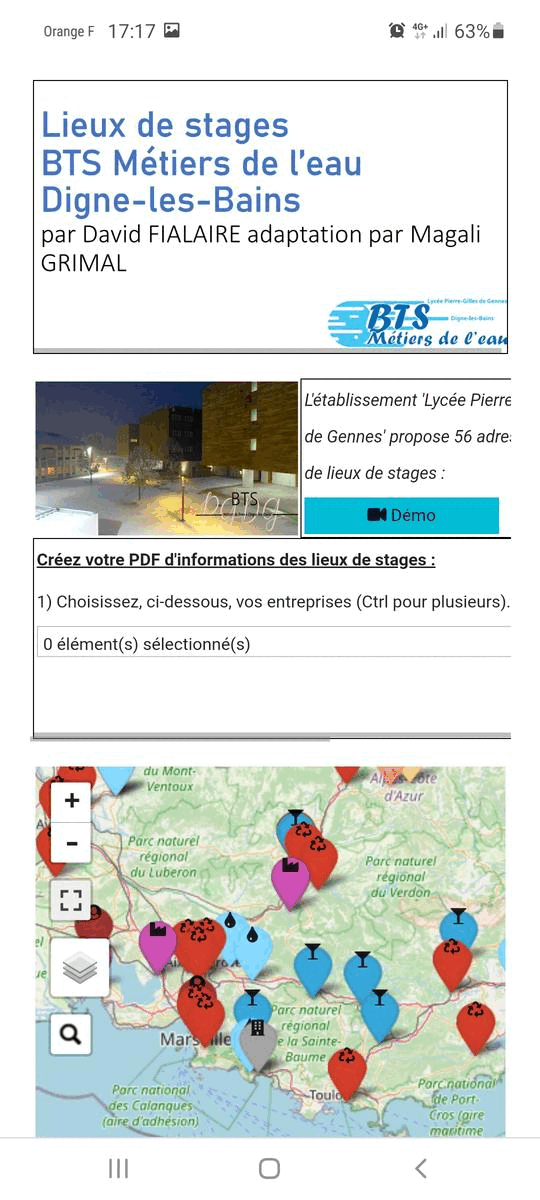 Orange F 17:17 4G+ 63%
Lieux de stages
BTS Métiers de l'eau
Digne-les-Bains
par David FIALAIRE adaptation par Magali
GRIMAL
Lycée Pierre-Gilles de Gennes
BTS
Digne-les-Bains
Métiers de l'eau
L'établissement 'Lycée Pierre
de Gennes' propose 56 adre
de lieux de stages :
BTS
Démo
Créez votre PDF d'informations des lieux de stages :
1) Choisissez, ci-dessous, vos entreprises (Ctrl pour plusieurs).
0 élément(s) sélectionné(s)
du Mont-
Ventoux
Alpes-Côte
d'Azur
+
-
Parc naturel
régional
du Luberon
Parc naturel
régional
du Verdon
Parc naturel
régional
de la Sainte-
Baume
Marseille
Toulo
Parc national
des Calanques
(aire d'adhésion)
Parc national
de Port-
Cros (aire
maritime